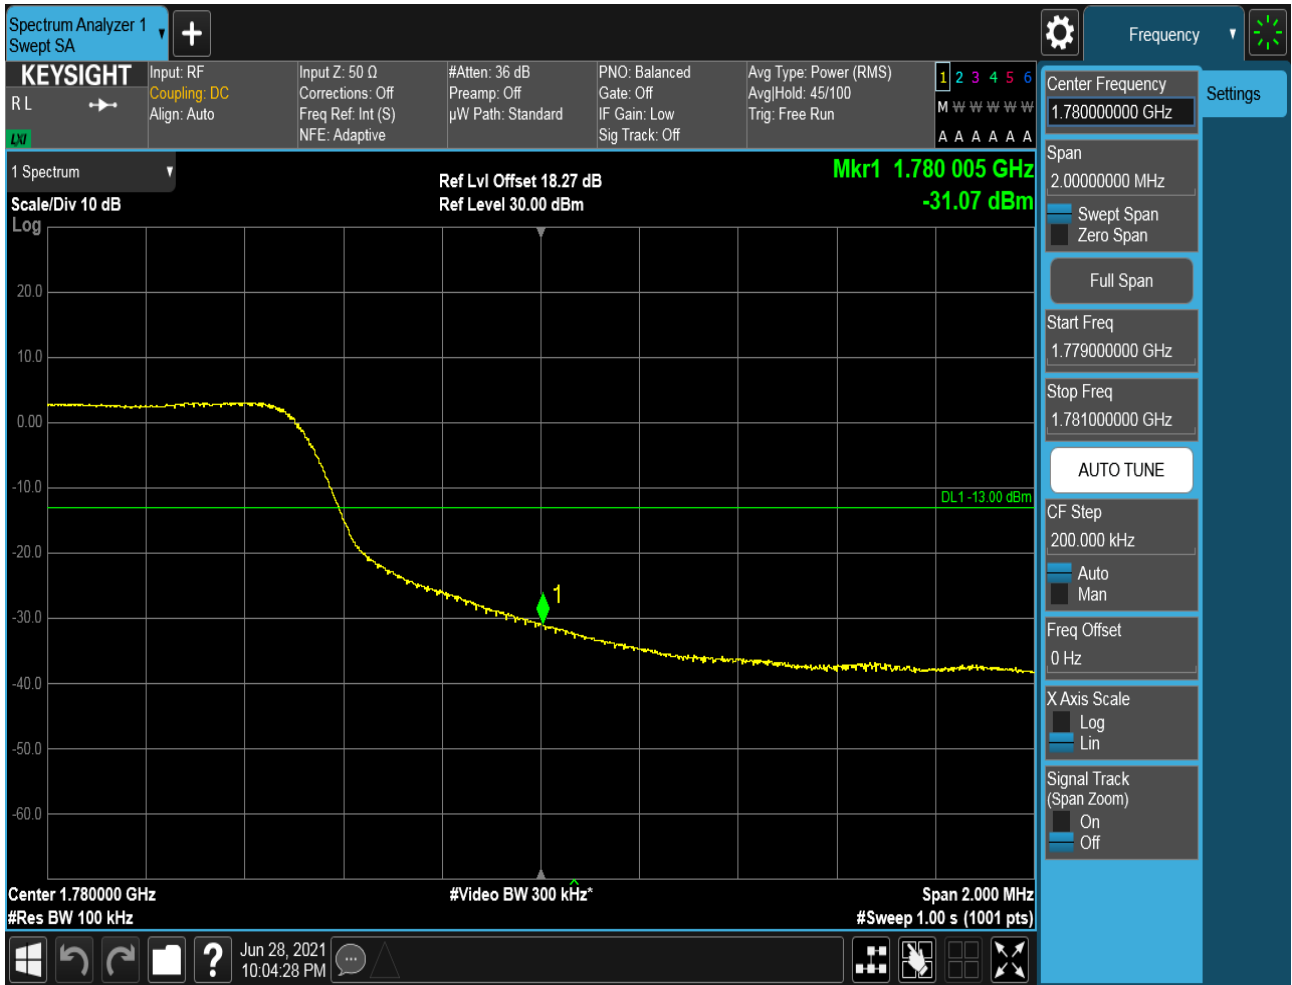 Spectrum Analyzer 1
Swept SA
Frequency
KEYSIGHT
R L
LXI
Input: RF
Coupling: DC
Align: Auto
Input Z: 50 Ω
Corrections: Off
Freq Ref: Int (S)
NFE: Adaptive
#Atten: 36 dB
Preamp: Off
µW Path: Standard
PNO: Balanced
Gate: Off
IF Gain: Low
Sig Track: Off
Avg Type: Power (RMS)
Avg|Hold: 45/100
Trig: Free Run
1 2 3 4 5 6
M W W W W W
A A A A A A
1 Spectrum
Scale/Div 10 dB
Log
Ref Lvl Offset 18.27 dB
Ref Level 30.00 dBm
Mkr1 1.780 005 GHz
-31.07 dBm
20.0
10.0
0.00
-10.0
DL1 -13.00 dBm
-20.0
1
-30.0
-40.0
-50.0
-60.0
Center 1.780000 GHz
#Res BW 100 kHz
#Video BW 300 kHz*
Span 2.000 MHz
#Sweep 1.00 s (1001 pts)
?
Jun 28, 2021
10:04:28 PM
Center Frequency
1.780000000 GHz
Settings
Span
2.00000000 MHz
Swept Span
Zero Span
Full Span
Start Freq
1.779000000 GHz
Stop Freq
1.781000000 GHz
AUTO TUNE
CF Step
200.000 kHz
Auto
Man
Freq Offset
0 Hz
X Axis Scale
Log
Lin
Signal Track
(Span Zoom)
On
Off